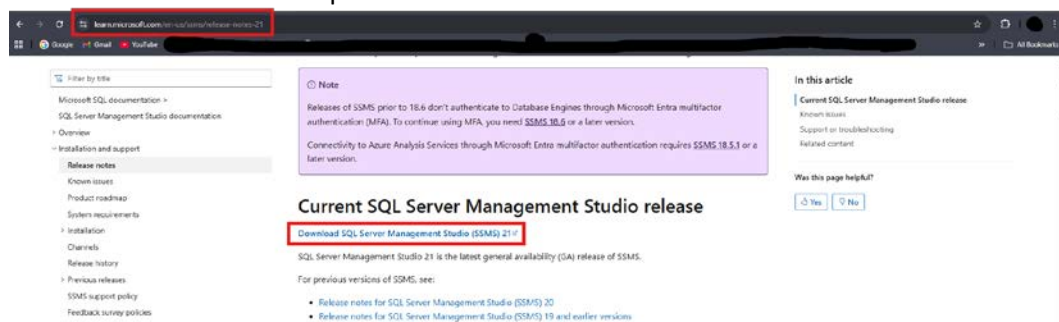 learn.microsoft.com/en-us/ssms/release-notes-21
Google
Gmail
YouTube
All Bookmarks
Filter by title
Microsoft SQL documentation >
SQL Server Management Studio documentation
> Overview
Installation and support
Release notes
Known issues
Product roadmap
System requirements
> Installation
Channels
Release history
> Previous releases
SSMS support policy
Feedback survey policies
Note
Releases of SSMS prior to 18.6 don't authenticate to Database Engines through Microsoft Entra multifactor
authentication (MFA). To continue using MFA, you need SSMS 18.6 or a later version.
Connectivity to Azure Analysis Services through Microsoft Entra multifactor authentication requires SSMS 18.5.1 or a
later version.
Current SQL Server Management Studio release
Download SQL Server Management Studio (SSMS) 21
SQL Server Management Studio 21 is the latest general availability (GA) release of SSMS.
For previous versions of SSMS, see:
• Release notes for SQL Server Management Studio (SSMS) 20
• Release notes for SQL Server Management Studio (SSMS) 19 and earlier versions
In this article
Current SQL Server Management Studio release
Known issues
Support or troubleshooting
Related content
Was this page helpful?
Yes
No